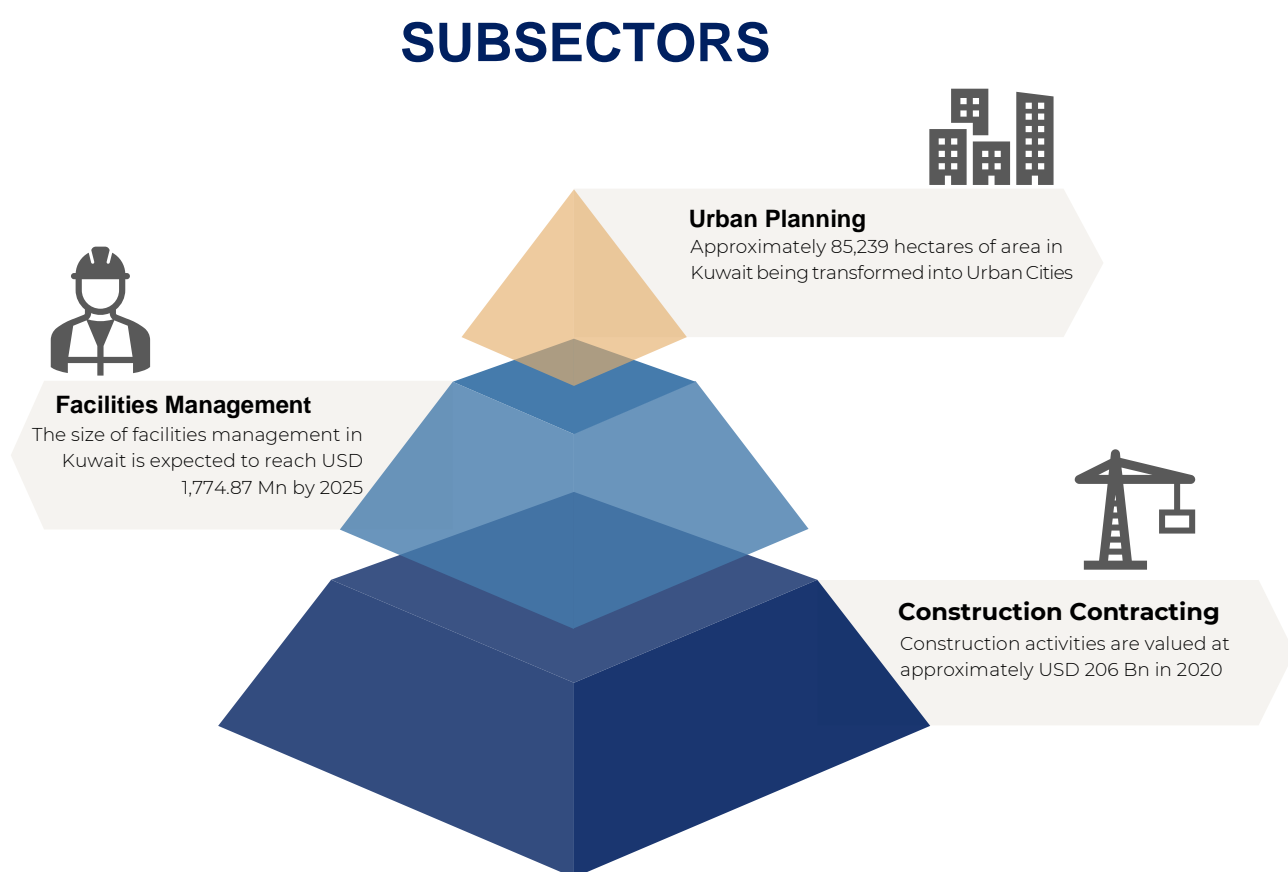 SUBSECTORS
Urban Planning
Approximately 85,239 hectares of area in
Kuwait being transformed into Urban Cities
Facilities Management
The size of facilities management in
Kuwait is expected to reach USD
1,774.87 Mn by 2025
Construction Contracting
Construction activities are valued at
approximately USD 206 Bn in 2020